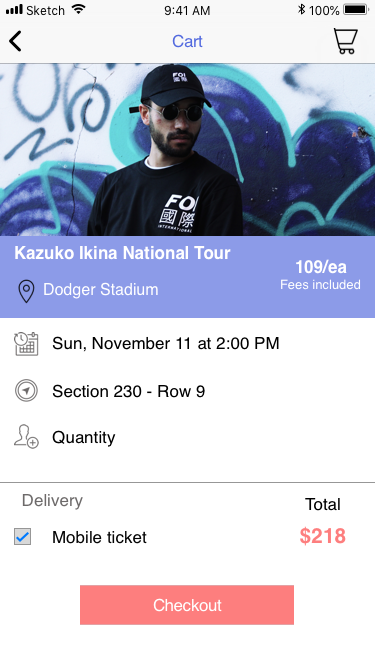 Sketch 9:41 AM 100%
Cart
FOI
FOI
國際
INTERNATIONAL
Kazuko Ikina National Tour
109/ea
Dodger Stadium
Fees included
Sun, November 11 at 2:00 PM
Section 230 - Row 9
Quantity
Delivery
Total
Mobile ticket
$218
Checkout